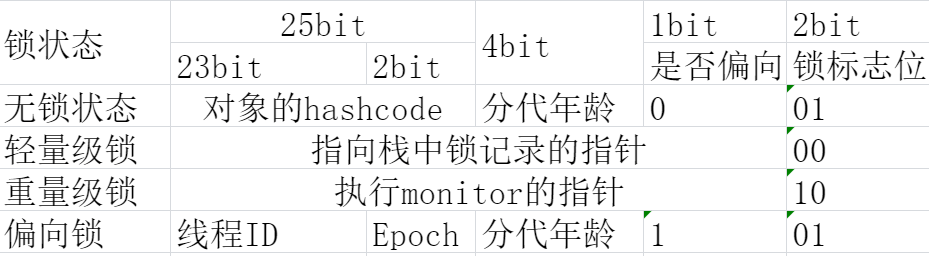 锁状态 25bit 4bit 1bit 2bit
23bit 2bit 是否偏向 锁标志位
无锁状态 对象的hashcode 分代年龄 0 01
轻量级锁 指向栈中锁记录的指针 00
重量级锁 执行monitor的指针 10
偏向锁 线程ID Epoch 分代年龄 1 01